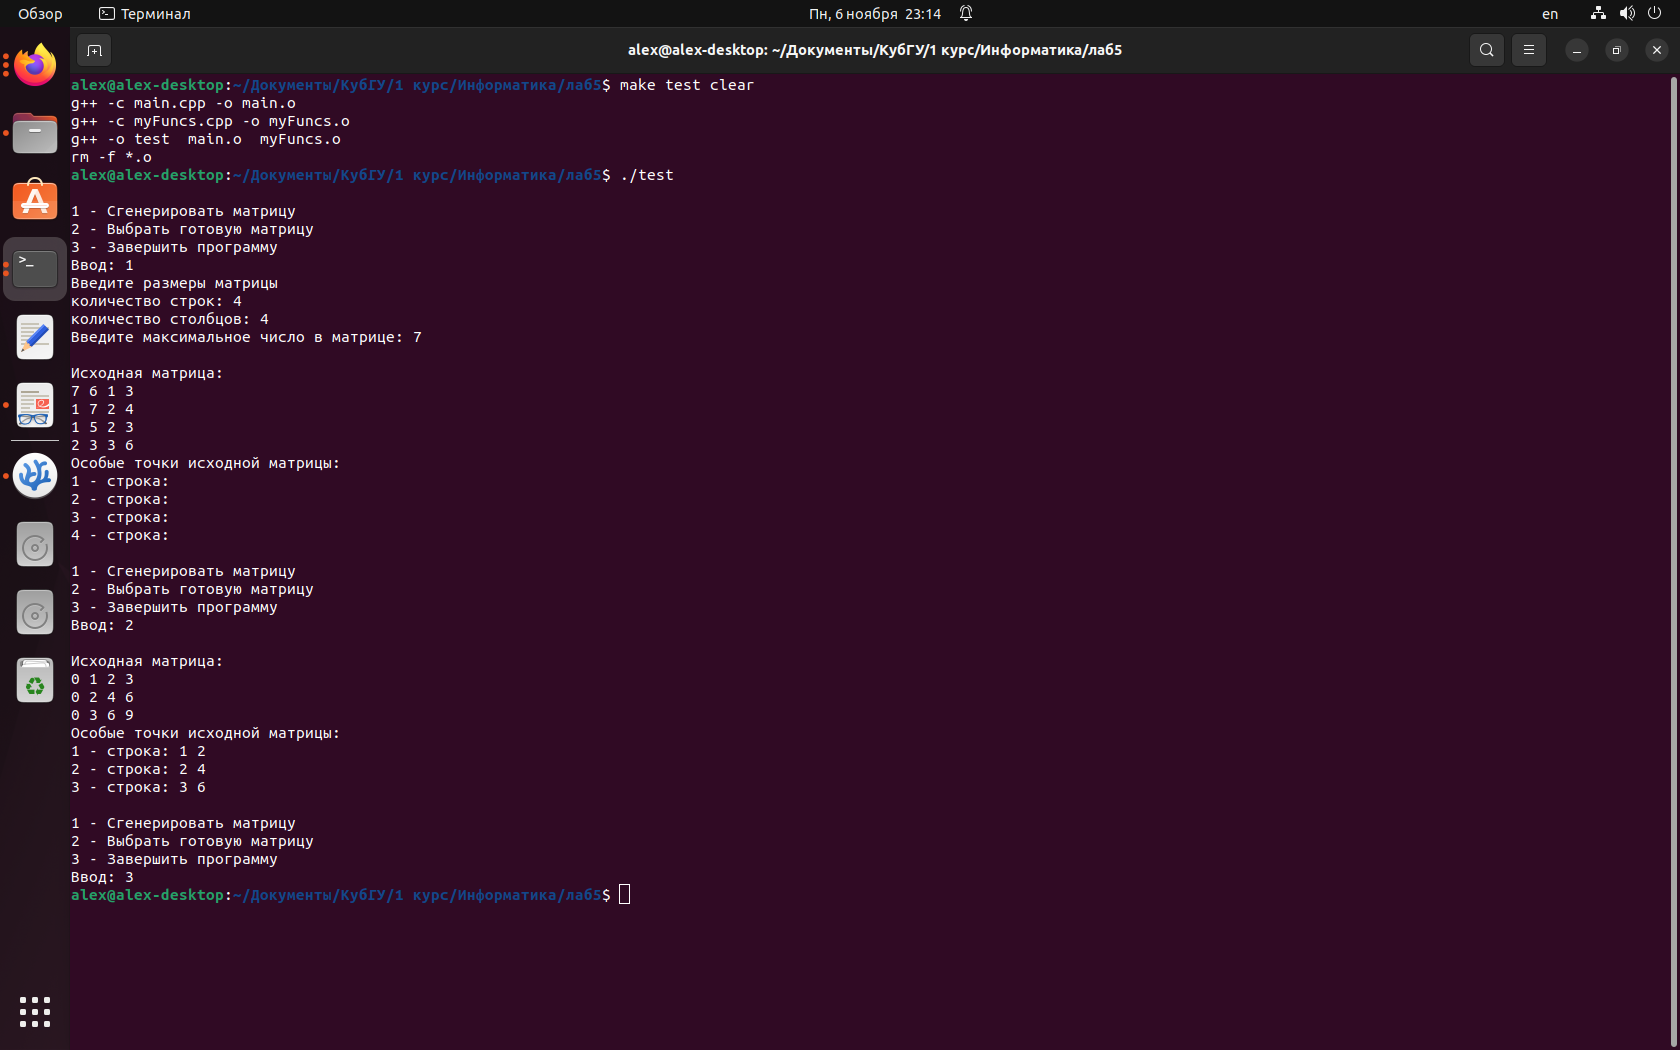 Обзор Терминал Пн, 6 ноября 23:14 en
alex@alex-desktop: ~/Документы/КубГУ/1 курс/Информатика/лаб5
alex@alex-desktop:~/Документы/КубГУ/1 курс/Информатика/лаб5$ make test clear
g++ -c main.cpp -o main.o
g++ -c myFuncs.cpp -o myFuncs.o
g++ -o test  main.o  myFuncs.o
rm -f *.o
alex@alex-desktop:~/Документы/КубГУ/1 курс/Информатика/лаб5$ ./test
1 - Сгенерировать матрицу
2 - Выбрать готовую матрицу
3 - Завершить программу
Ввод: 1
Введите размеры матрицы
количество строк: 4
количество столбцов: 4
Введите максимальное число в матрице: 7
Исходная матрица:
7 6 1 3
1 7 2 4
1 5 2 3
2 3 3 6
Особые точки исходной матрицы:
1 - строка:
2 - строка:
3 - строка:
4 - строка:
1 - Сгенерировать матрицу
2 - Выбрать готовую матрицу
3 - Завершить программу
Ввод: 2
Исходная матрица:
0 1 2 3
0 2 4 6
0 3 6 9
Особые точки исходной матрицы:
1 - строка: 1 2
2 - строка: 2 4
3 - строка: 3 6
1 - Сгенерировать матрицу
2 - Выбрать готовую матрицу
3 - Завершить программу
Ввод: 3
alex@alex-desktop:~/Документы/КубГУ/1 курс/Информатика/лаб5$